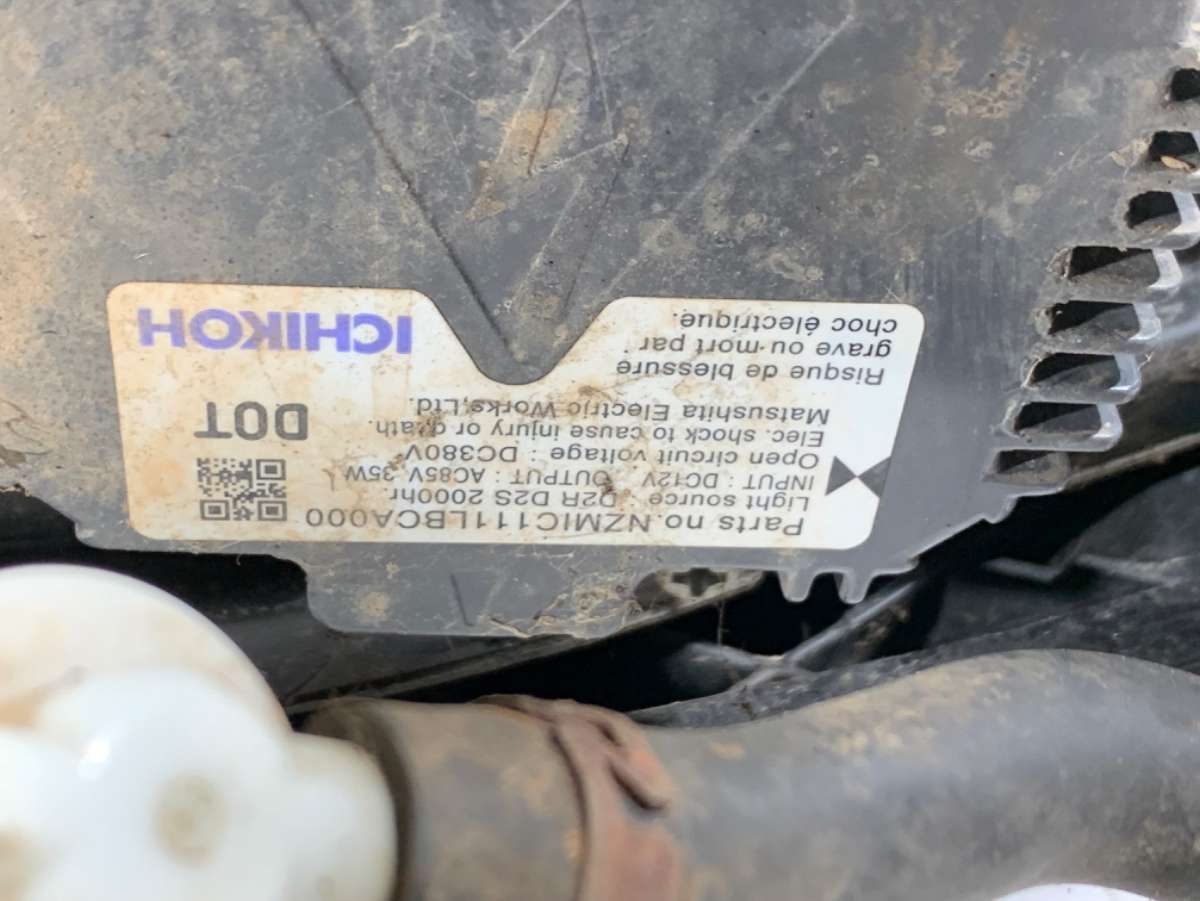 Parts no.NZMIC111LBCA000
Light source : D2R D2S 2000hr.
INPUT : DC12V OUTPUT : AC85V 35W
Open circuit voltage : DC380V
Elec. shock to cause injury or death.
Matsushita Electric Works,Ltd.
Risque de blessure
grave ou mort par :
choc électrique.
DOT
ICHIKOH